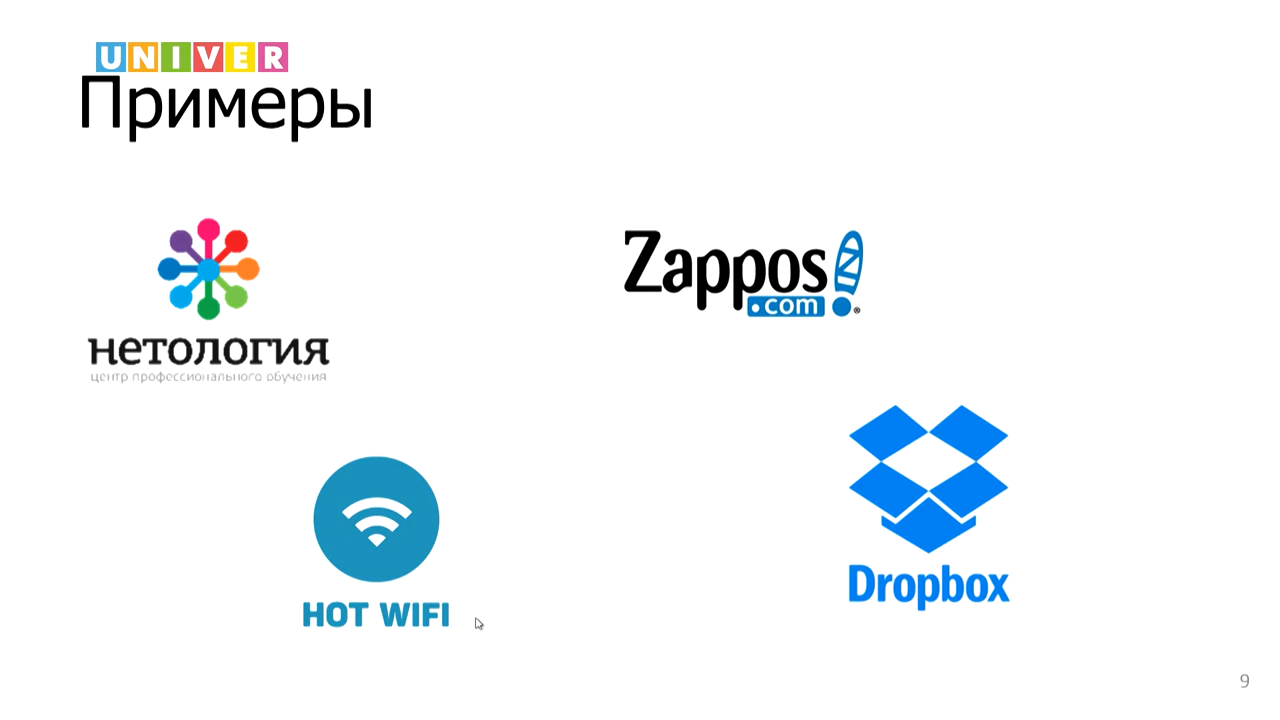 UNIVER
Примеры
Zappos
.com
®
нетология
центр профессионального обучения
HOT WIFI
Dropbox
9